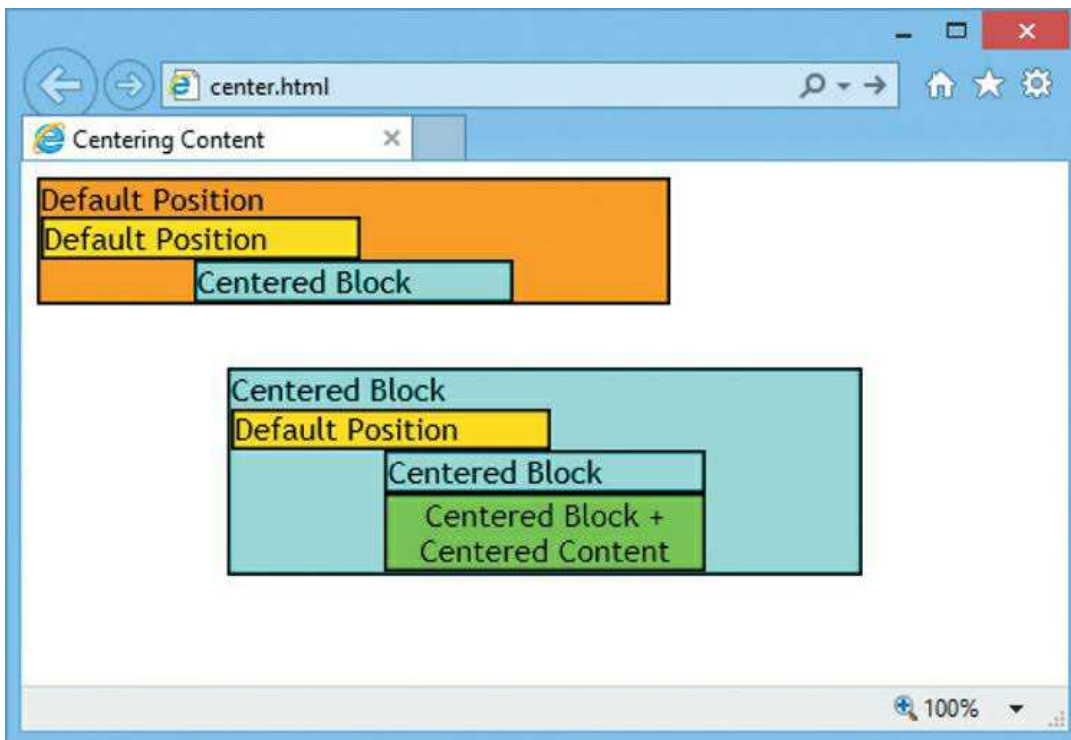 center.html
Centering Content
Default Position
Default Position
Centered Block
Centered Block
Default Position
Centered Block
Centered Block +
Centered Content
100%